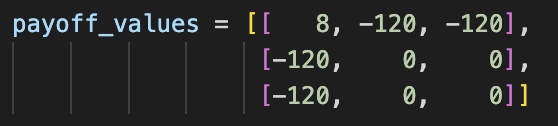 payoff_values = [[   8, -120, -120],
                 [-120,    0,    0],
                 [-120,    0,    0]]